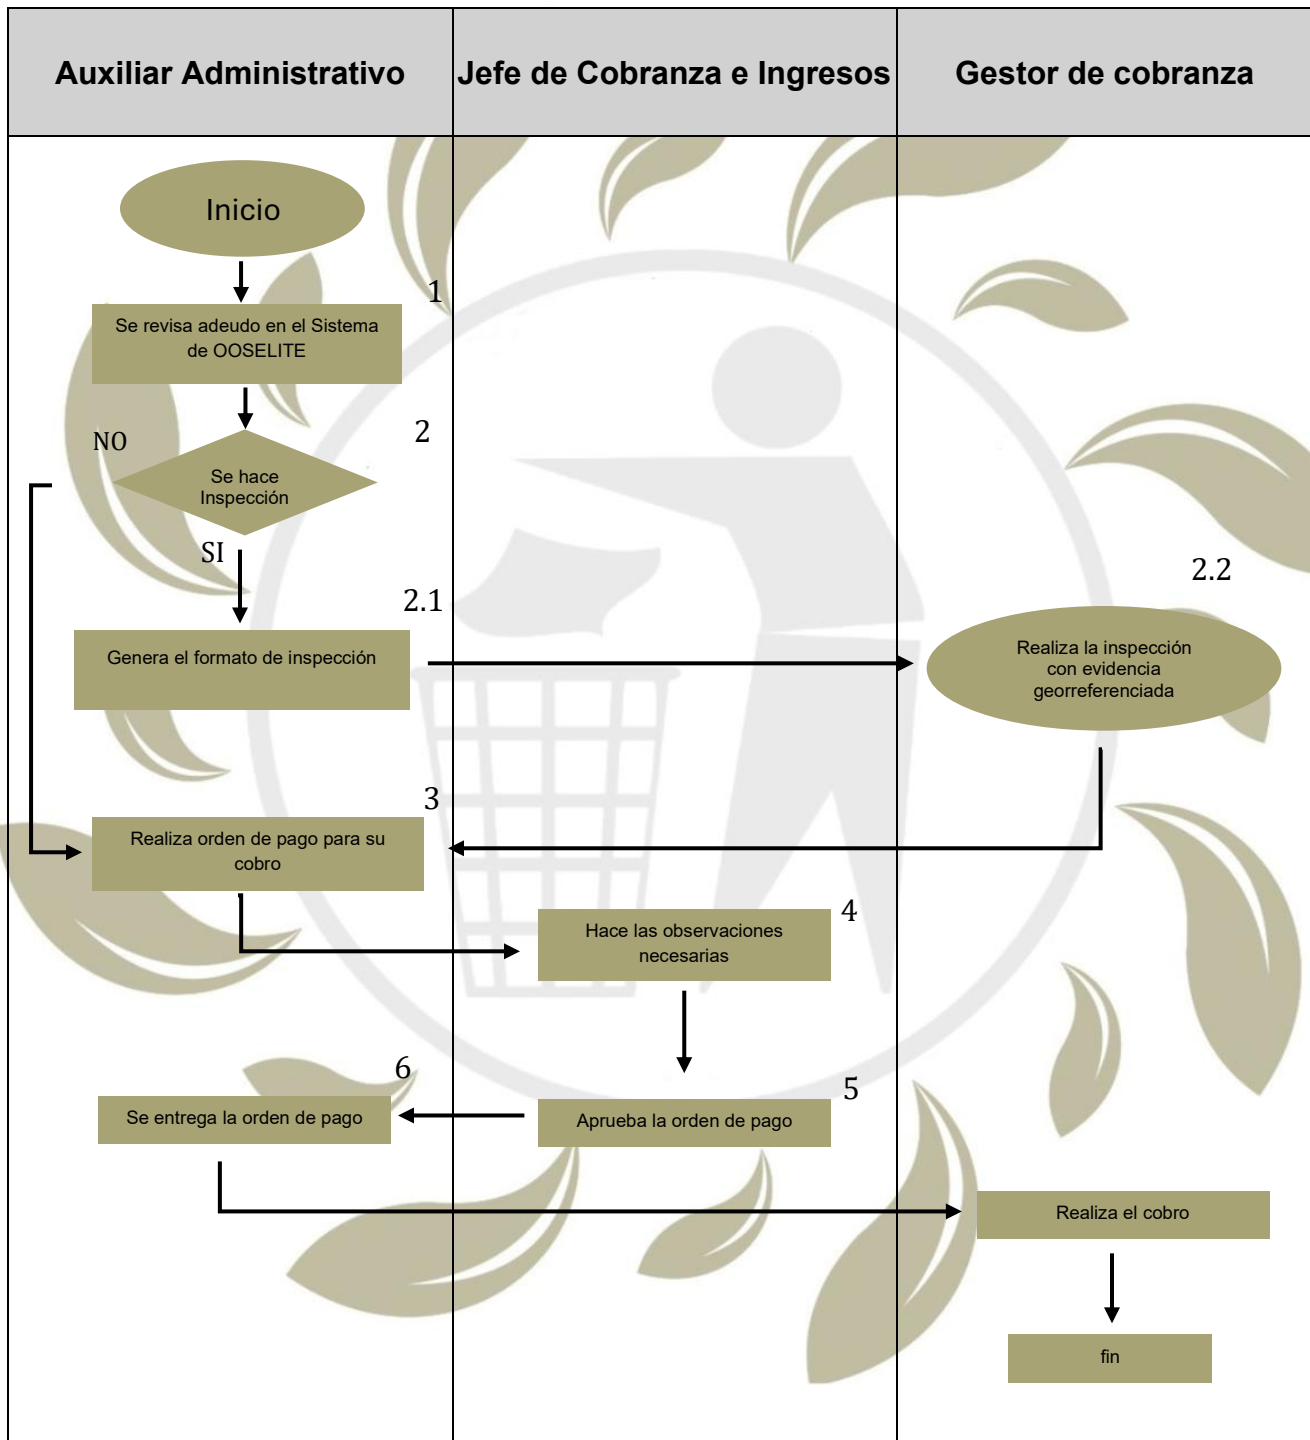 Auxiliar Administrativo
Jefe de Cobranza e Ingresos
Gestor de cobranza
Inicio
1
Se revisa adeudo en el Sistema
de OOSELITE
2
NO
Se hace
Inspección
SI
2.1
Genera el formato de inspección
2.2
Realiza la inspección
con evidencia
georreferenciada
3
Realiza orden de pago para su
cobro
4
Hace las observaciones
necesarias
5
Aprueba la orden de pago
6
Se entrega la orden de pago
Realiza el cobro
fin